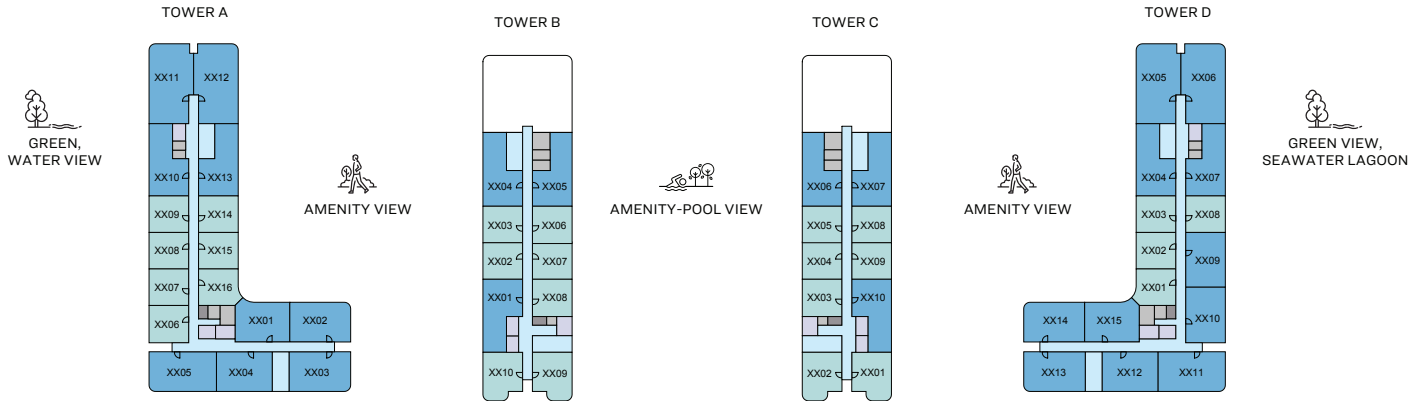 TOWER A
TOWER B
TOWER C
TOWER D
GREEN,
WATER VIEW
XX11 XX12
XX10 XX13
XX09 XX14
XX08 XX15
XX07 XX16
XX06
XX01 XX02
XX05 XX04 XX03
AMENITY VIEW
XX04 XX05
XX03 XX06
XX02 XX07
XX01 XX08
XX10 XX09
AMENITY-POOL VIEW
XX06 XX07
XX05 XX08
XX04 XX09
XX03 XX10
XX02 XX01
AMENITY VIEW
XX05 XX06
XX04 XX07
XX03 XX08
XX02 XX09
XX01
XX10
XX14 XX15
XX13 XX12 XX11
GREEN VIEW,
SEAWATER LAGOON